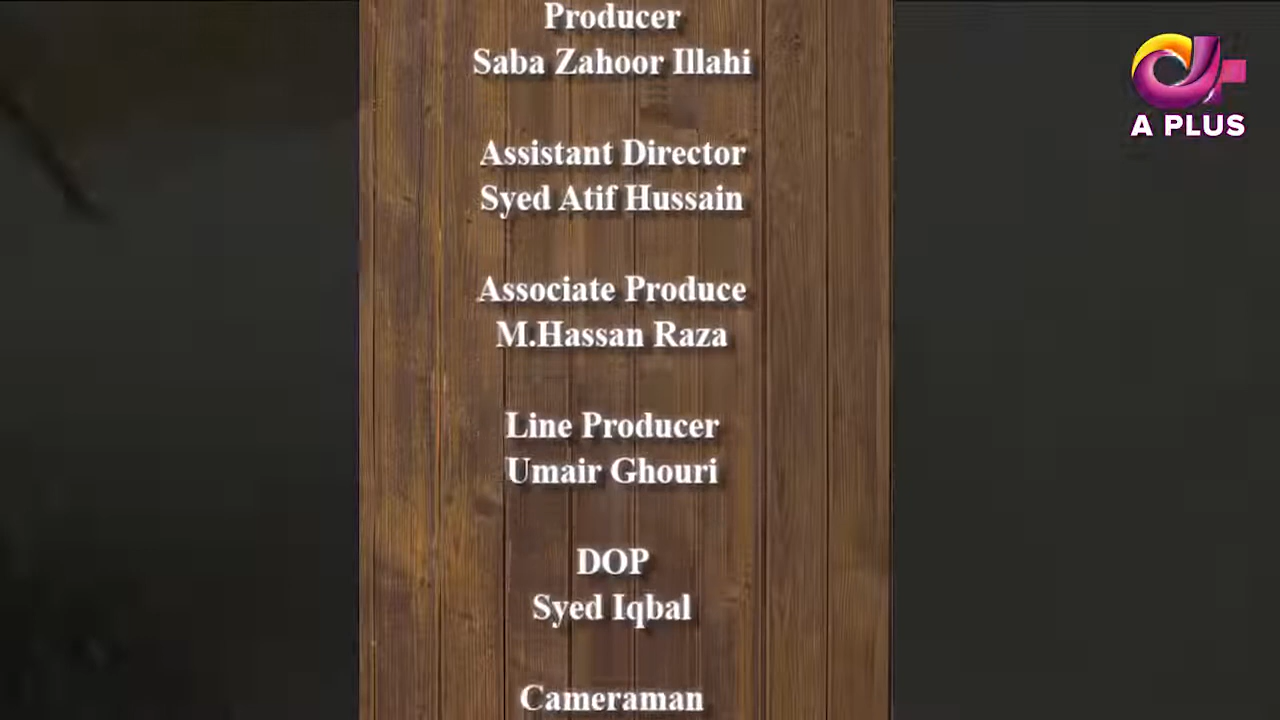 Producer
Saba Zahoor Illahi
Assistant Director
Syed Atif Hussain
Associate Produce
M.Hassan Raza
Line Producer
Umair Ghouri
DOP
Syed Iqbal
Cameraman
A PLUS